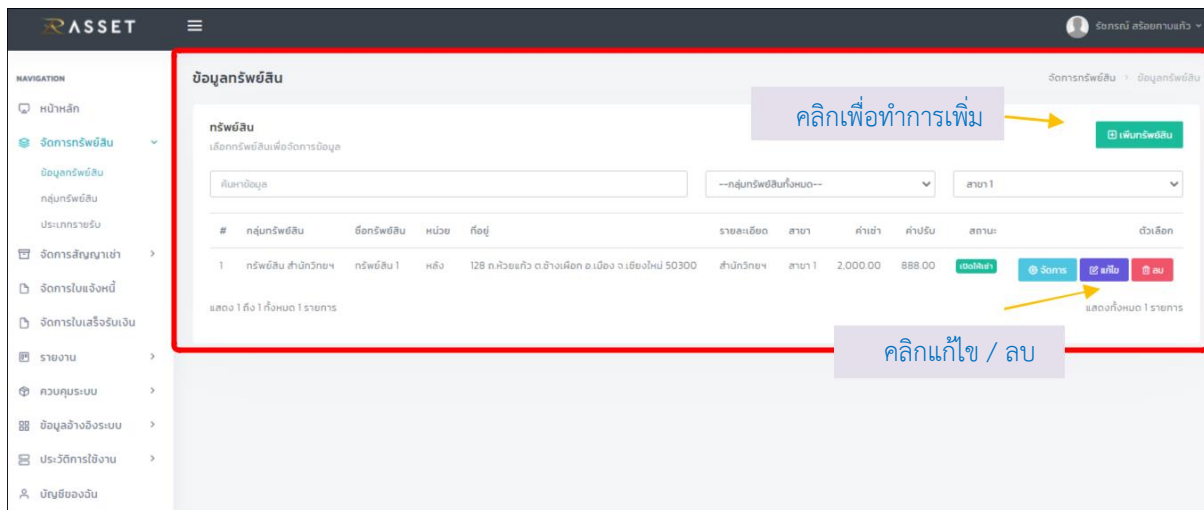 RASSET
รัชภรณ์ สร้อยกาบแก้ว
NAVIGATION
หน้าหลัก
จัดการทรัพย์สิน
ข้อมูลทรัพย์สิน
กลุ่มทรัพย์สิน
ประเภทรายรับ
จัดการสัญญาเช่า
จัดการใบแจ้งหนี้
จัดการใบเสร็จรับเงิน
รายงาน
ควบคุมระบบ
ข้อมูลอ้างอิงระบบ
ประวัติการใช้งาน
บัญชีของฉัน
ข้อมูลทรัพย์สิน
จัดการทรัพย์สิน > ข้อมูลทรัพย์สิน
ทรัพย์สิน
เลือกทรัพย์สินเพื่อจัดการข้อมูล
คลิกเพื่อทำการเพิ่ม
เพิ่มทรัพย์สิน
ค้นหาข้อมูล --กลุ่มทรัพย์สินทั้งหมด-- สาขา 1
# กลุ่มทรัพย์สิน ชื่อทรัพย์สิน หน่วย ที่อยู่ รายละเอียด สาขา ค่าเช่า ค่าปรับ สถานะ ตัวเลือก
1 ทรัพย์สิน สำนักวิทยฯ ทรัพย์สิน 1 หลัง 128 ถ.ห้วยแก้ว ต.ช้างเผือก อ.เมือง จ.เชียงใหม่ 50300 สำนักวิทยฯ สาขา 1 2,000.00 888.00 เปิดให้เช่า จัดการ แก้ไข ลบ
แสดง 1 ถึง 1 ทั้งหมด 1 รายการ แสดงทั้งหมด 1 รายการ
คลิกแก้ไข / ลบ